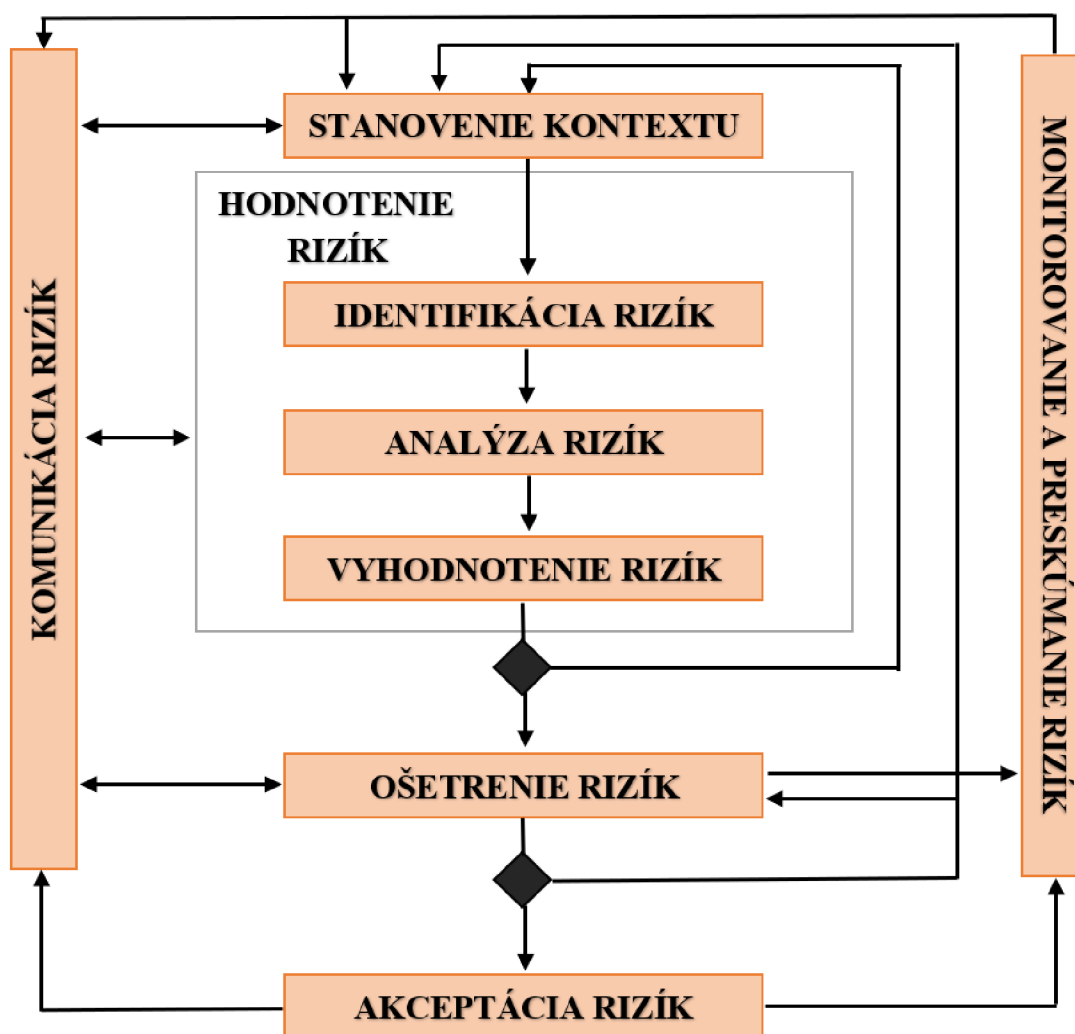 STANOVENIE KONTEXTU
HODNOTENIE
RIZÍK
IDENTIFIKÁCIA RIZÍK
ANALÝZA RIZÍK
VYHODNOTENIE RIZÍK
OŠETRENIE RIZÍK
AKCEPTÁCIA RIZÍK
KOMUNIKÁCIA RIZÍK
MONITOROVANIE A PRESKÚMANIE RIZÍK